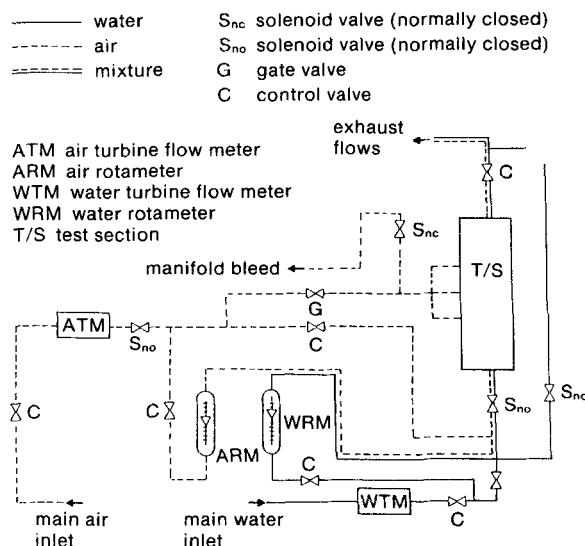 water
air
mixture
Snc solenoid valve (normally closed)
Sno solenoid valve (normally closed)
G gate valve
C control valve
ATM air turbine flow meter
ARM air rotameter
WTM water turbine flow meter
WRM water rotameter
T/S test section
exhaust
flows
C
Snc
T/S
manifold bleed
G
ATM
Sno
C
C
C
ARM
WRM
Sno
Snc
C
WTM
C
main air
inlet
main water
inlet